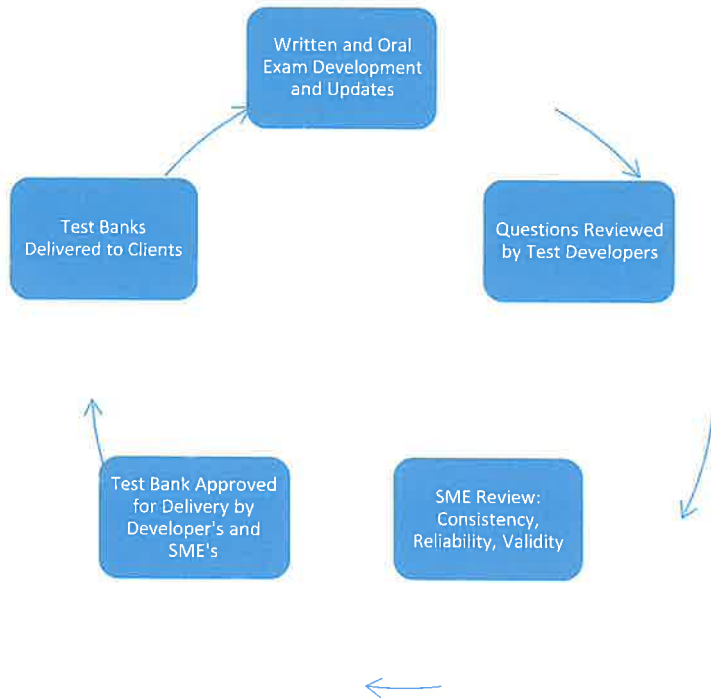 Written and Oral
Exam Development
and Updates
Questions Reviewed
by Test Developers
SME Review:
Consistency,
Reliability, Validity
Test Bank Approved
for Delivery by
Developer's and
SME's
Test Banks
Delivered to Clients